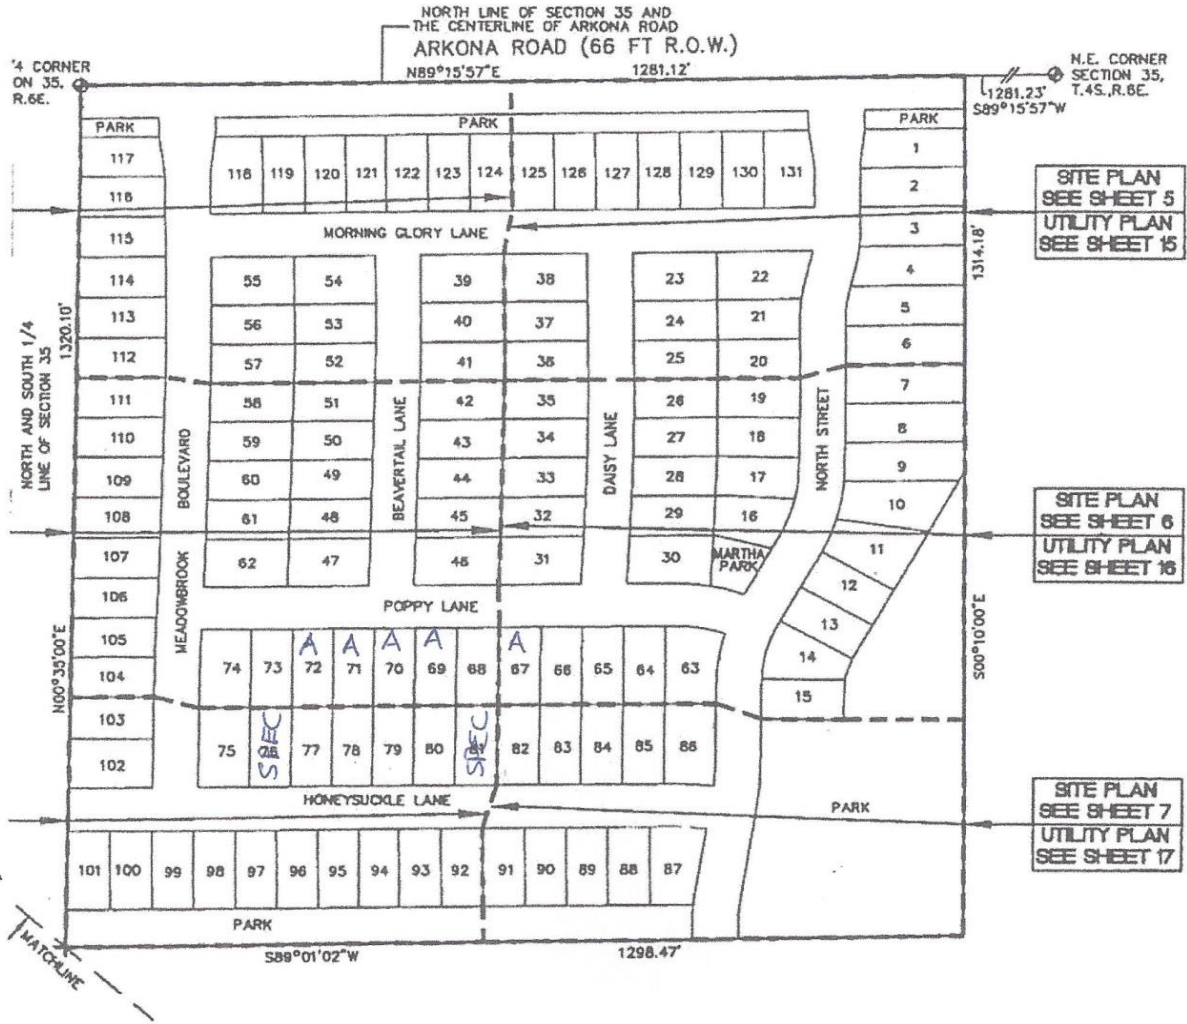 NORTH LINE OF SECTION 35 AND
THE CENTERLINE OF ARKONA ROAD
ARKONA ROAD (66 FT R.O.W.)
N89°15'57"E 1281.12'
'4 CORNER
ON 35,
R.6E.
N.E. CORNER
SECTION 35,
T.4S.,R.6E.
1281.23'
S89°15'57"W
PARK
PARK
PARK
117
116
115
114
113
112
111
110
109
108
107
106
105
104
103
102
118 119 120 121 122 123 124 125 126 127 128 129 130 131
1
2
3
4
5
6
7
8
9
10
11
12
13
14
15
SITE PLAN
SEE SHEET 5
UTILITY PLAN
SEE SHEET 15
MORNING GLORY LANE
1314.18'
1320.10'
NORTH AND SOUTH 1/4
LINE OF SECTION 35
55 54 39 38 23 22
56 53 40 37 24 21
57 52 41 36 25 20
58 51 42 35 26 19
59 50 43 34 27 18
60 49 44 33 28 17
61 48 45 32 29 16
62 47 46 31 30
MARTHA
PARK
MEADOWBROOK BOULEVARD
BEAVERTAIL LANE
DAISY LANE
NORTH STREET
SITE PLAN
SEE SHEET 6
UTILITY PLAN
SEE SHEET 16
POPPY LANE
N00°35'00"E
S00°10'00"E
A A A A A
74 73 72 71 70 69 68 67 66 65 64 63
75 76 77 78 79 80 81 82 83 84 85 86
SPEC
SPEC
HONEYSUCKLE LANE
PARK
SITE PLAN
SEE SHEET 7
UTILITY PLAN
SEE SHEET 17
101 100 99 98 97 96 95 94 93 92 91 90 89 88 87
PARK
S89°01'02"W 1298.47'
MATCHLINE